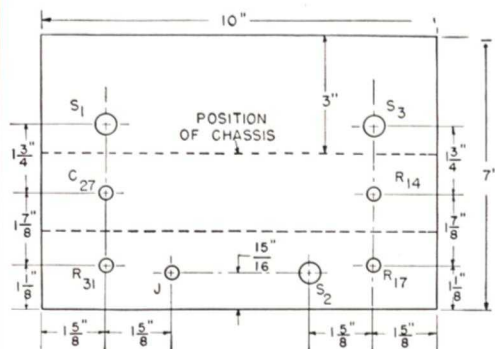 10"
S1
3"
S3
POSITION
OF CHASSIS
1 3/4"
1 3/4"
7"
C27
R14
1 7/8"
1 7/8"
15/16"
R31
J
S2
R17
1 1/8"
1 1/8"
1 5/8"
1 5/8"
1 5/8"
1 5/8"